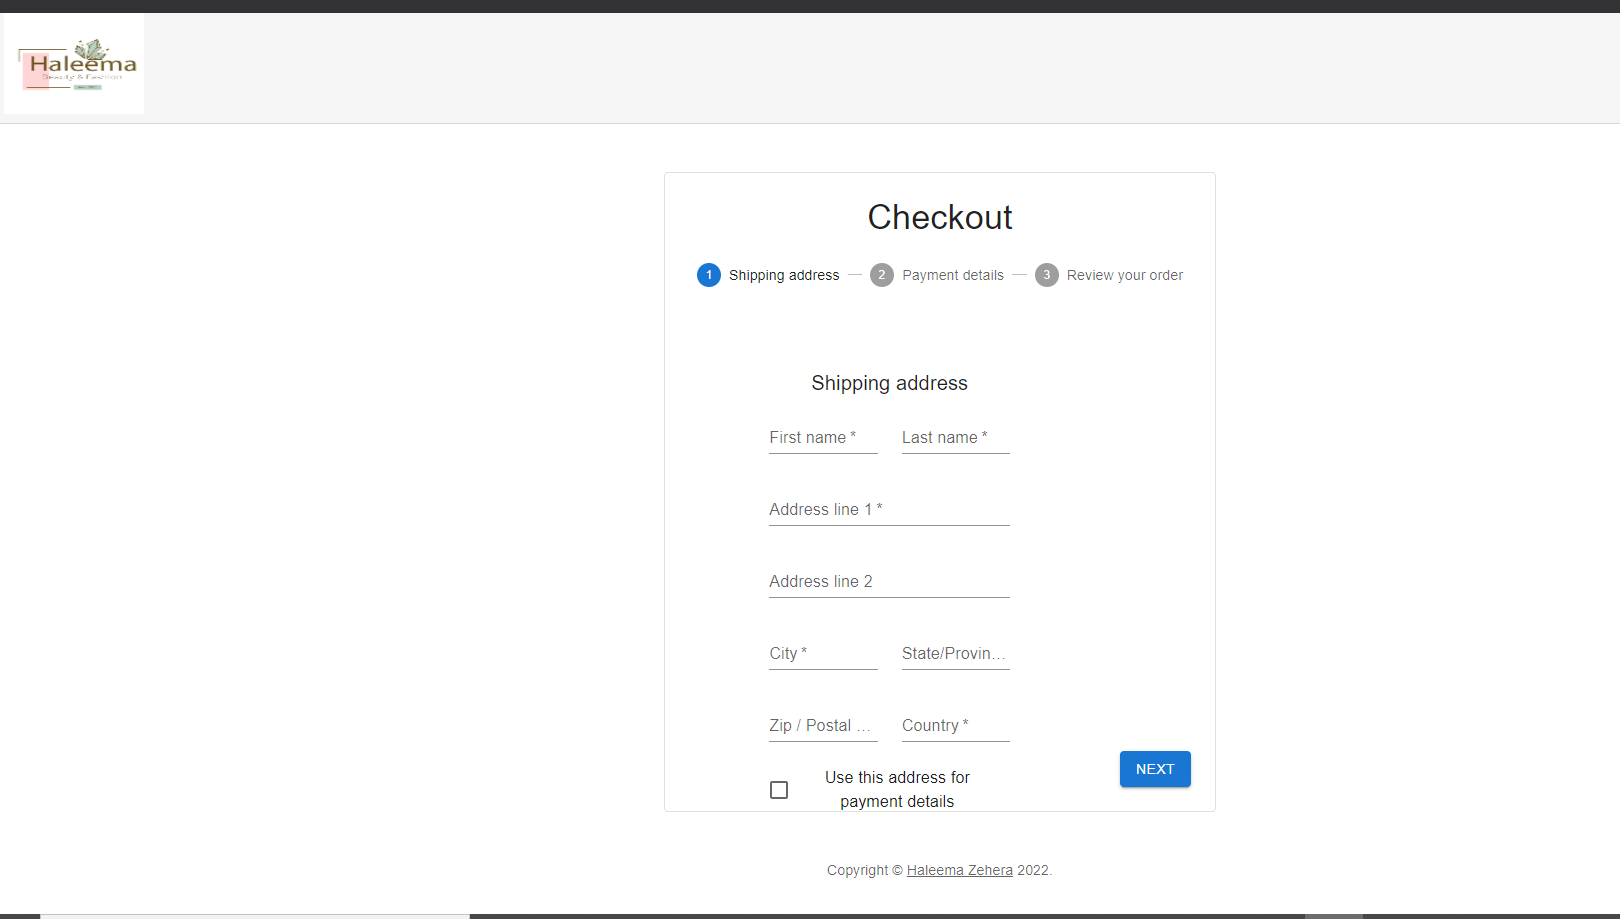 Haleema
Beauty & Fashion
Checkout
1 Shipping address 2 Payment details 3 Review your order
Shipping address
First name * Last name *
Address line 1 *
Address line 2
City * State/Provin...
Zip / Postal ... Country *
Use this address for
payment details
NEXT
Copyright © Haleema Zehera 2022.